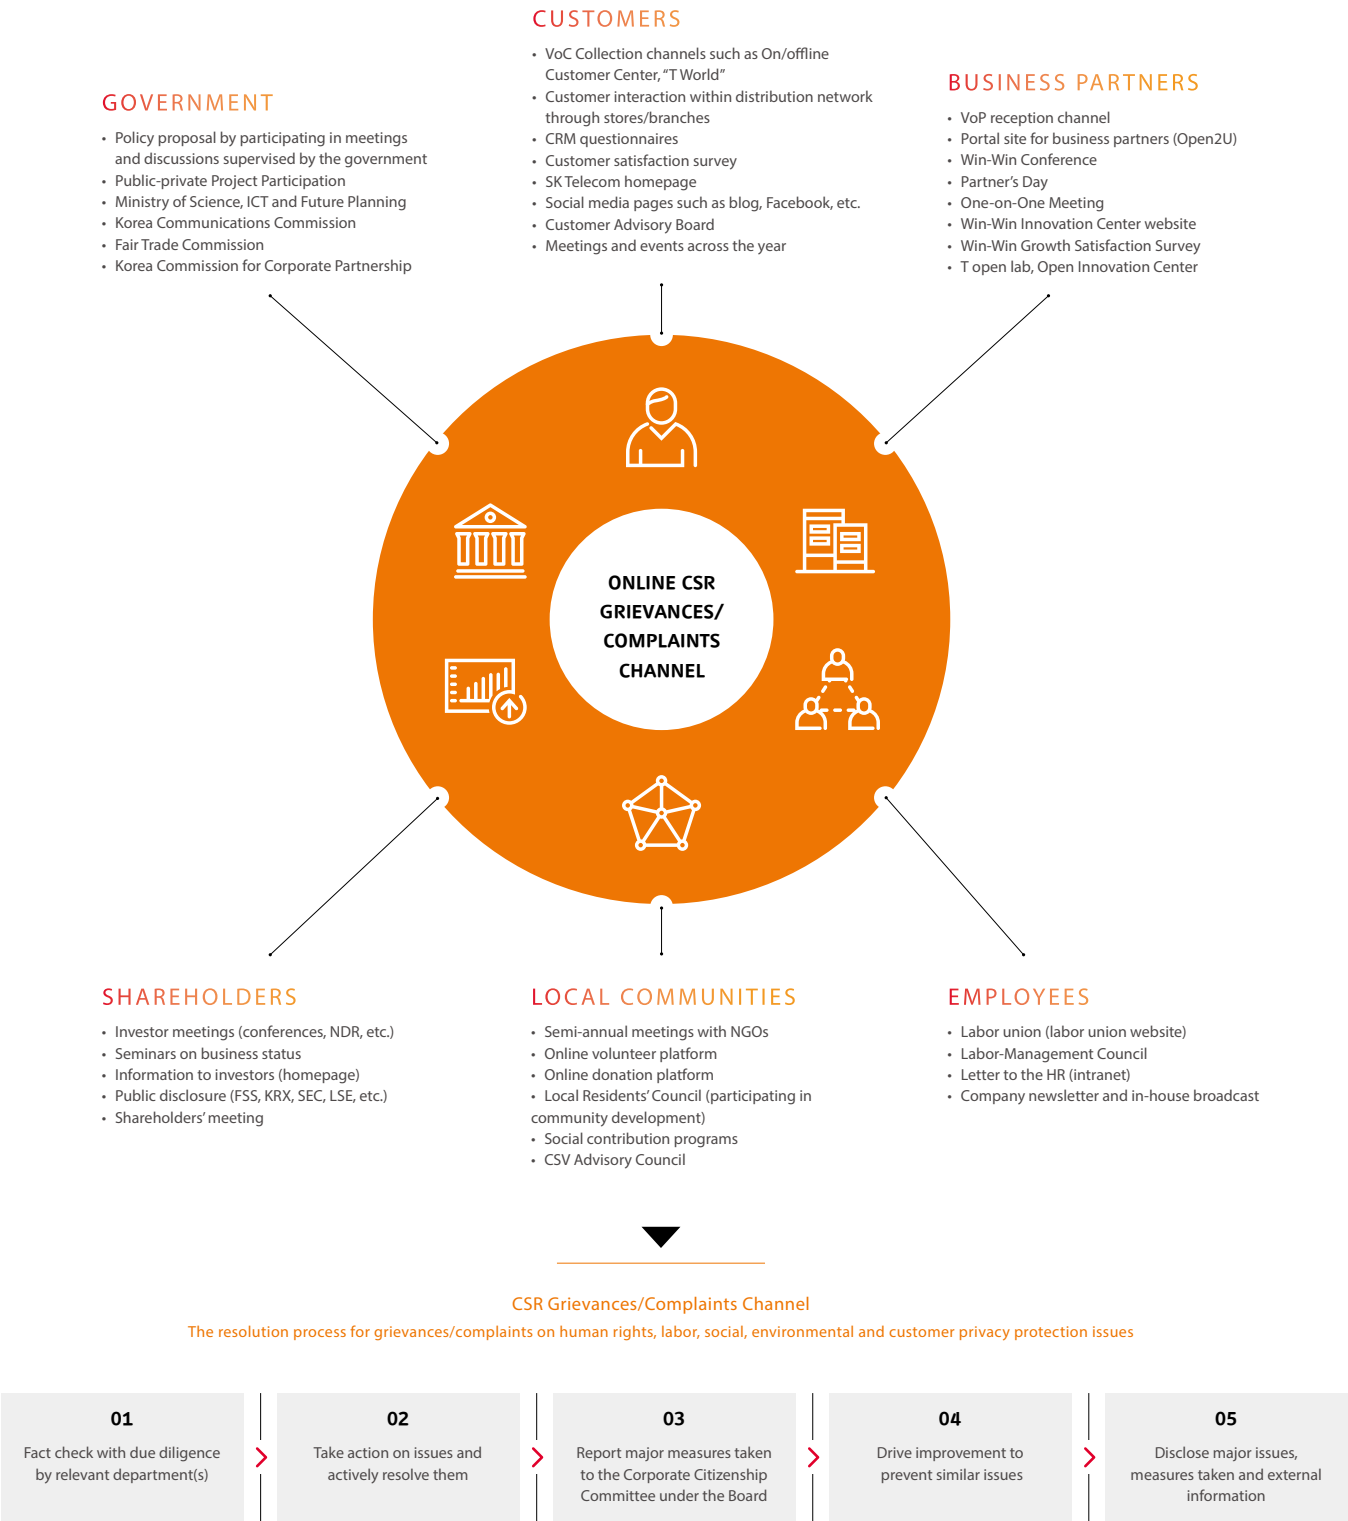 CUSTOMERS
• VoC Collection channels such as On/offline
Customer Center, “T World”
• Customer interaction within distribution network
through stores/branches
• CRM questionnaires
• Customer satisfaction survey
• SK Telecom homepage
• Social media pages such as blog, Facebook, etc.
• Customer Advisory Board
• Meetings and events across the year
GOVERNMENT
• Policy proposal by participating in meetings
and discussions supervised by the government
• Public-private Project Participation
• Ministry of Science, ICT and Future Planning
• Korea Communications Commission
• Fair Trade Commission
• Korea Commission for Corporate Partnership
BUSINESS PARTNERS
• VoP reception channel
• Portal site for business partners (Open2U)
• Win-Win Conference
• Partner’s Day
• One-on-One Meeting
• Win-Win Innovation Center website
• Win-Win Growth Satisfaction Survey
• T open lab, Open Innovation Center
ONLINE CSR
GRIEVANCES/
COMPLAINTS
CHANNEL
SHAREHOLDERS
• Investor meetings (conferences, NDR, etc.)
• Seminars on business status
• Information to investors (homepage)
• Public disclosure (FSS, KRX, SEC, LSE, etc.)
• Shareholders’ meeting
LOCAL COMMUNITIES
• Semi-annual meetings with NGOs
• Online volunteer platform
• Online donation platform
• Local Residents’ Council (participating in
community development)
• Social contribution programs
• CSV Advisory Council
EMPLOYEES
• Labor union (labor union website)
• Labor-Management Council
• Letter to the HR (intranet)
• Company newsletter and in-house broadcast
CSR Grievances/Complaints Channel
The resolution process for grievances/complaints on human rights, labor, social, environmental and customer privacy protection issues
01
Fact check with due diligence
by relevant department(s)
02
Take action on issues and
actively resolve them
03
Report major measures taken
to the Corporate Citizenship
Committee under the Board
04
Drive improvement to
prevent similar issues
05
Disclose major issues,
measures taken and external
information